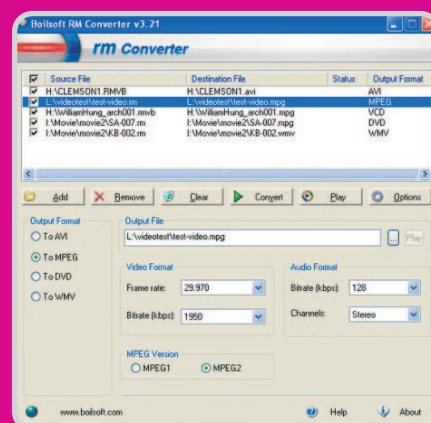 Boilsoft RM Converter v3.21
rm Converter
Source File Destination File Status Output Format
H:\CLEMSON1.RMVB H:\CLEMSON1.avi AVI
L:\videotest\test-video.rm L:\videotest\test-video.mpg MPEG
H:\WilliamHung_arch001.rmvb H:\WilliamHung_arch001.mpg VCD
I:\Movie\movie2\SA-007.rm I:\Movie\movie2\SA-007.mpg DVD
I:\Movie\movie2\KB-002.rm I:\Movie\movie2\KB-002.wmv WMV
Add Remove Clear Convert Play Options
Output Format Output File
To AVI L:\videotest\test-video.mpg ... Play
To MPEG Video Format Audio Format
To DVD Frame rate: 29.970 Bitrate (kbps): 128
To WMV Bitrate (kbps): 1950 Channels: Stereo
MPEG Version
MPEG1 MPEG2
www.boilsoft.com Help About